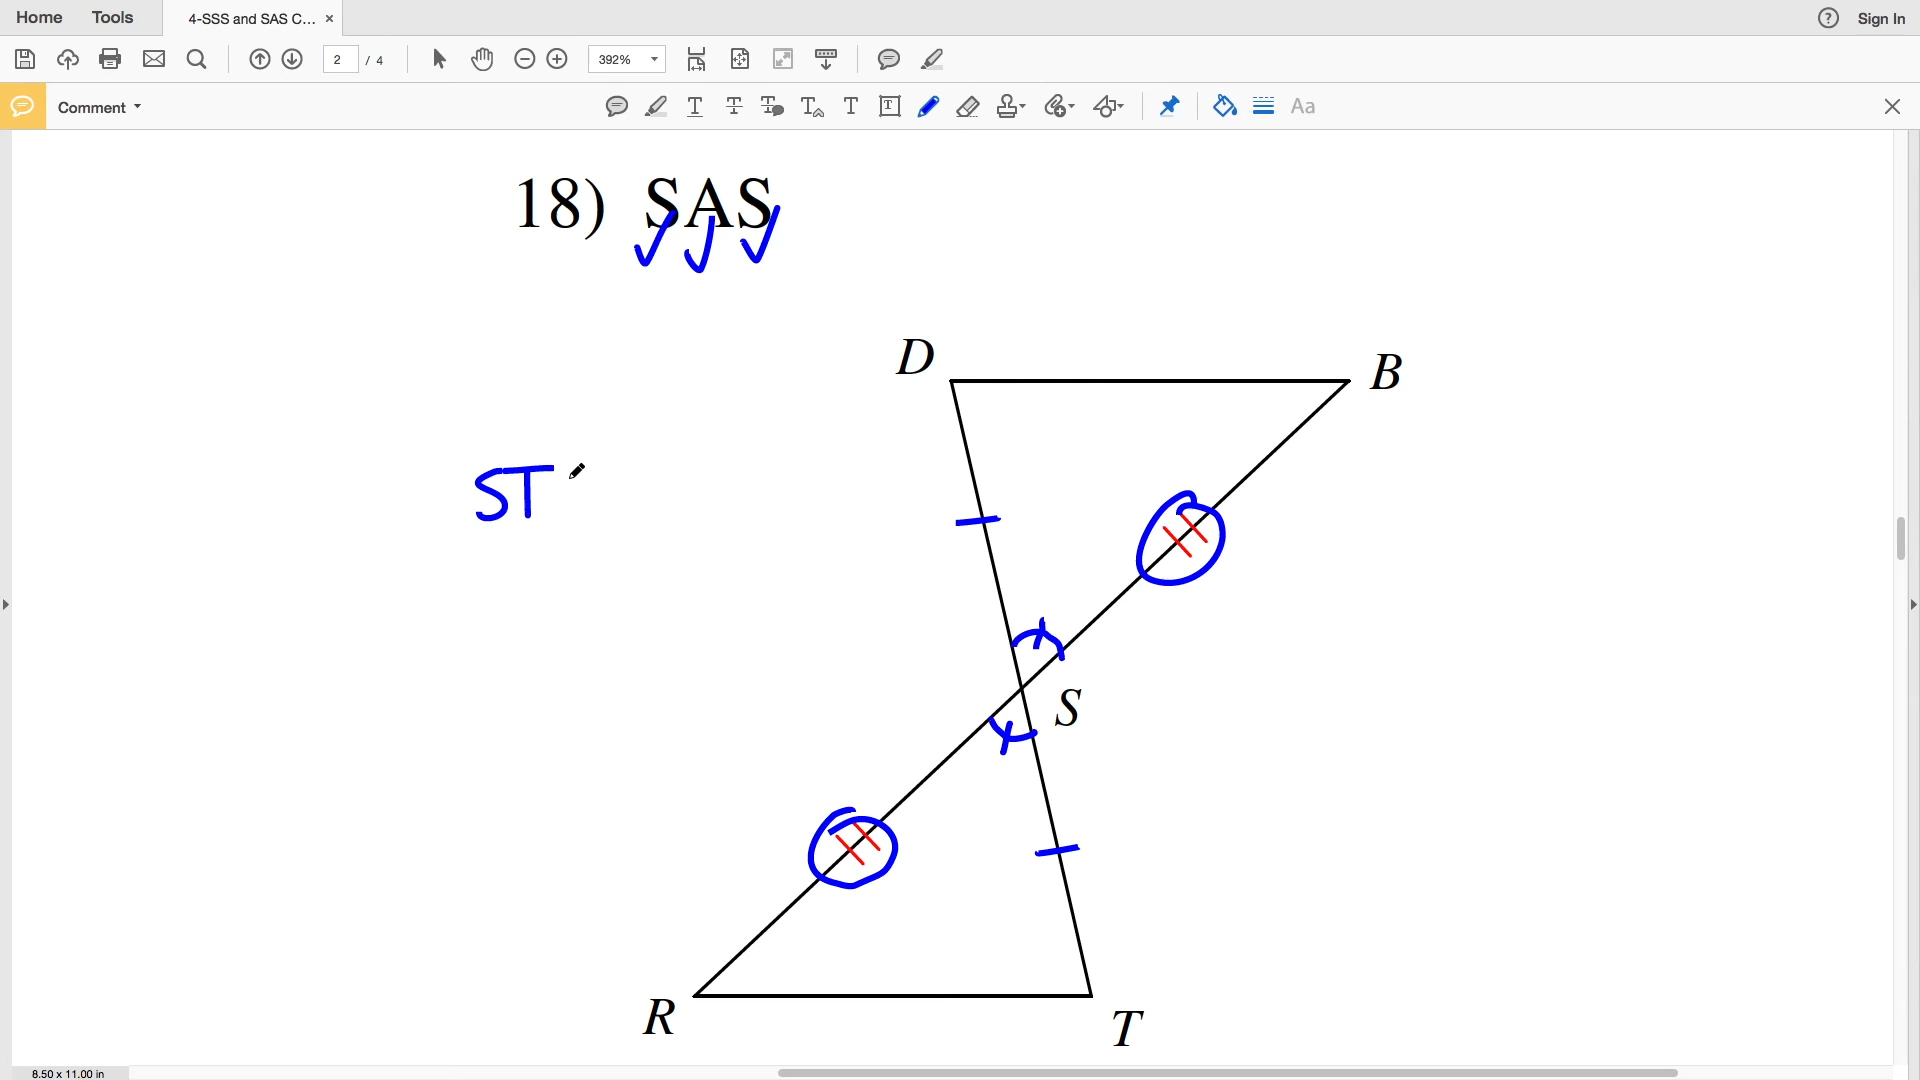 Home Tools 4-SSS and SAS C... × ? Sign In
2 / 4 392%
Comment T T T T T T Aa
18) SAS
D B
ST
S
R T
8.50 x 11.00 in